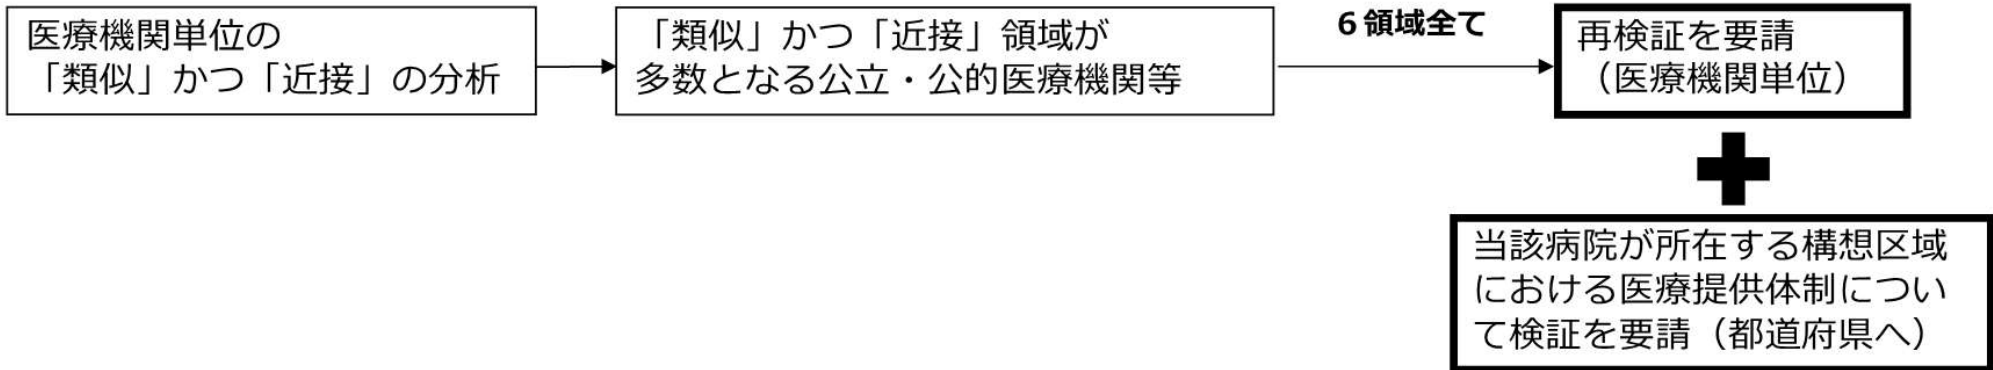 医療機関単位の
「類似」かつ「近接」の分析
「類似」かつ「近接」領域が
多数となる公立・公的医療機関等
６領域全て
再検証を要請
（医療機関単位）
当該病院が所在する構想区域
における医療提供体制につい
て検証を要請（都道府県へ）